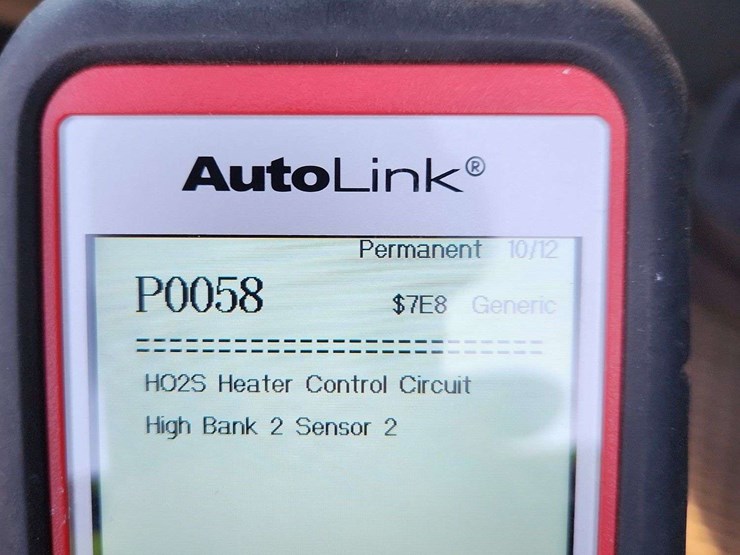 AutoLink®
Permanent 10/12
P0058 $7E8 Generic
==============================
HO2S Heater Control Circuit
High Bank 2 Sensor 2